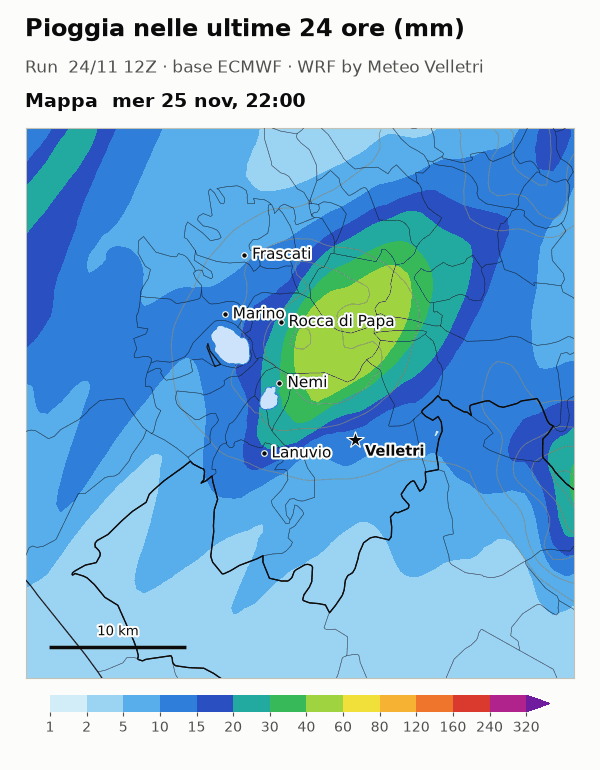 Pioggia nelle ultime 24 ore (mm)
Run  24/11 12Z · base ECMWF · WRF by Meteo Velletri
Mappa  mer 25 nov, 22:00
Frascati
Marino
Rocca di Papa
Nemi
Velletri
Lanuvio
10 km
1 2 5 10 15 20 30 40 60 80 120 160 240 320